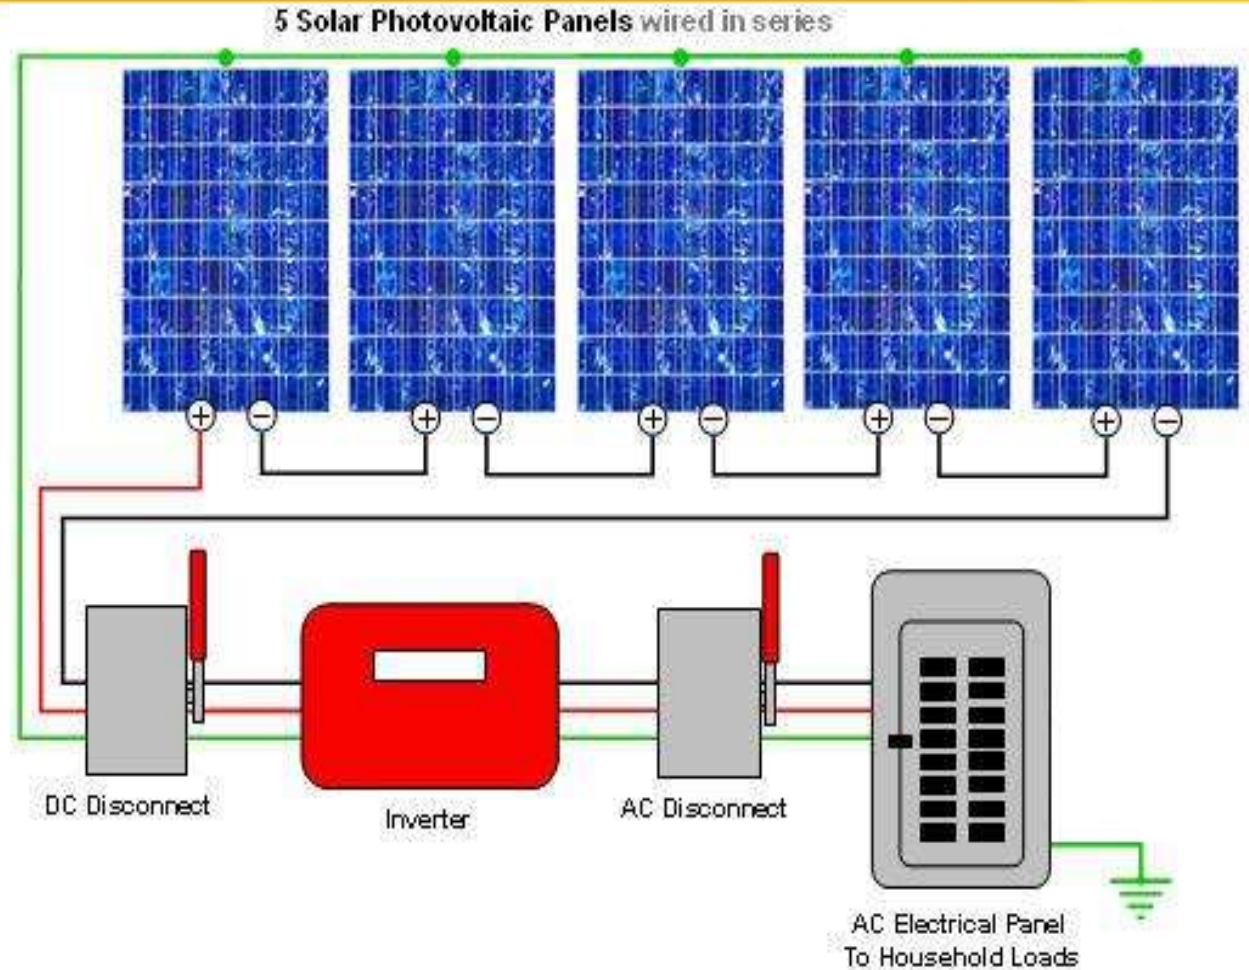 5 Solar Photovoltaic Panels wired in series
+ − + − + − + − + −
DC Disconnect
Inverter
AC Disconnect
AC Electrical Panel
To Household Loads